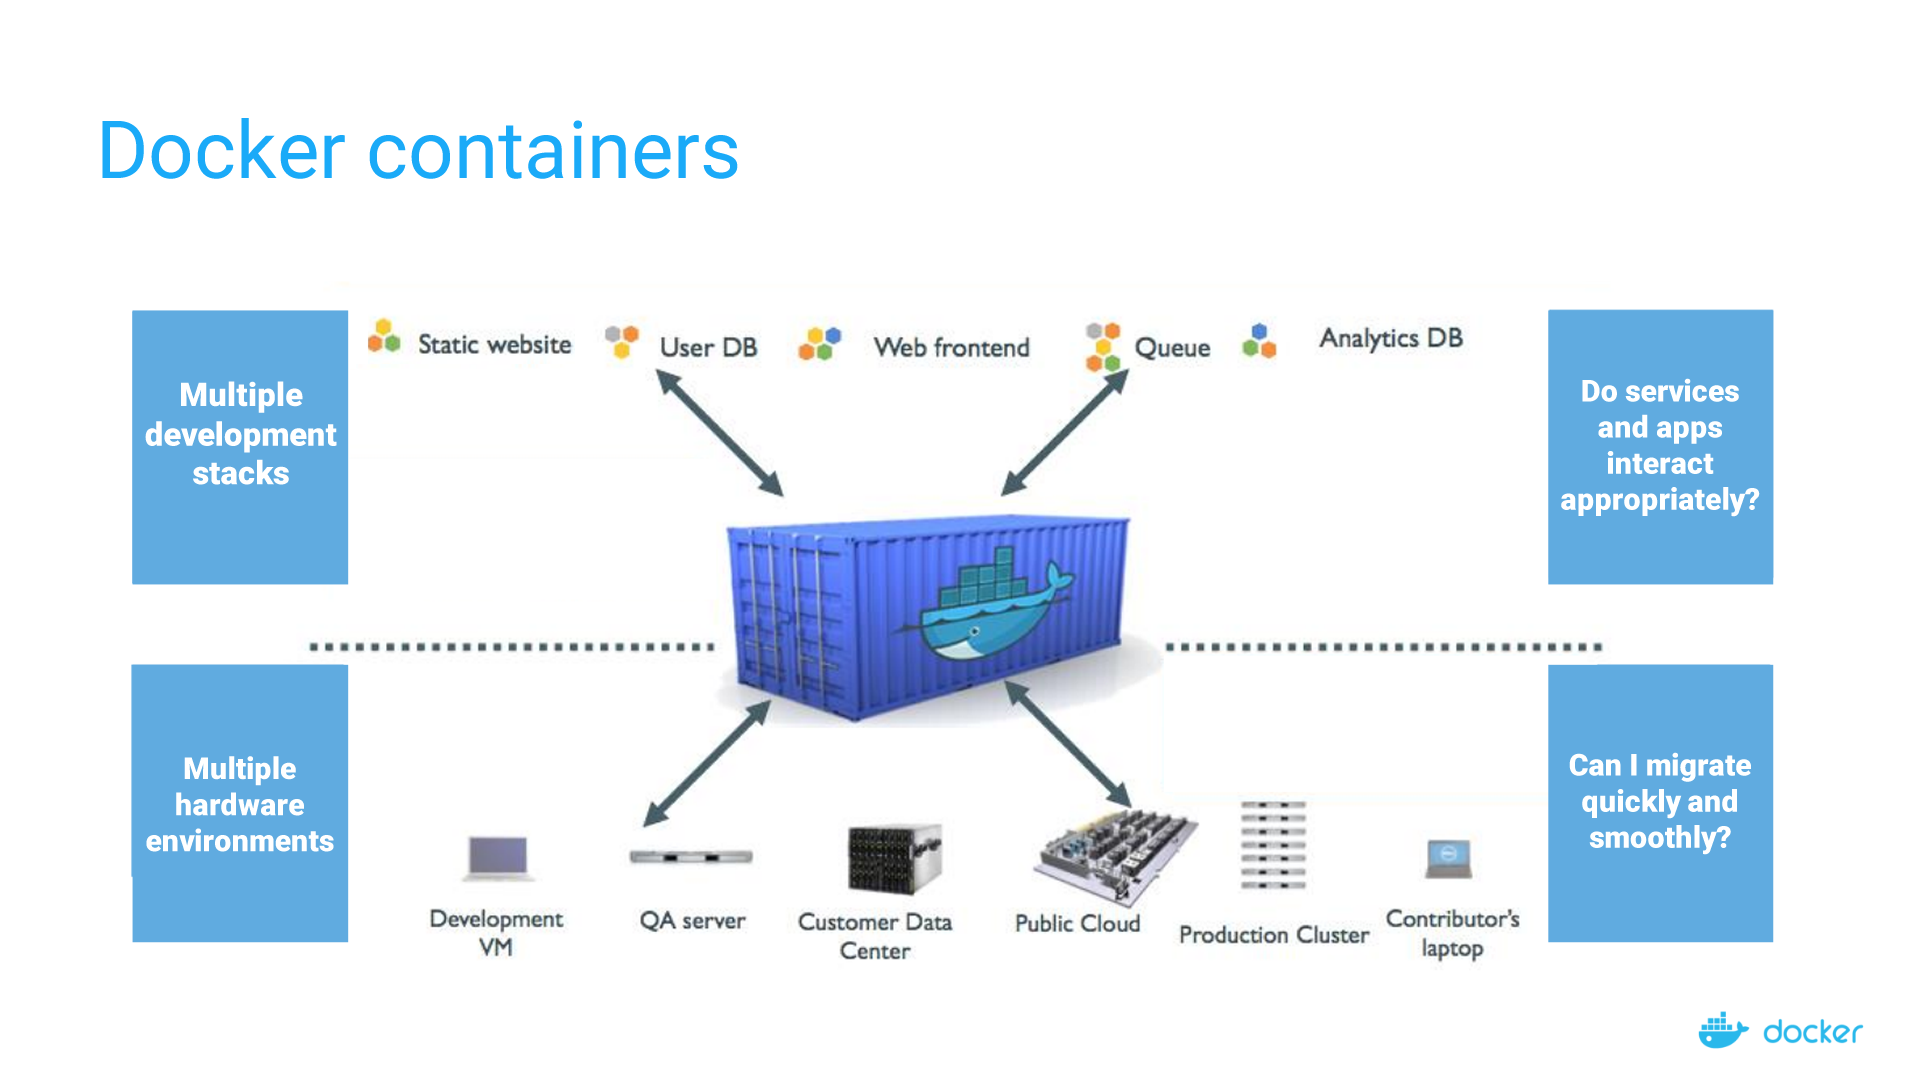 Docker containers
Multiple
development
stacks
Static website
User DB
Web frontend
Queue
Analytics DB
Do services
and apps
interact
appropriately?
Multiple
hardware
environments
Development
VM
QA server
Customer Data
Center
Public Cloud
Production Cluster
Contributor's
laptop
Can I migrate
quickly and
smoothly?
docker